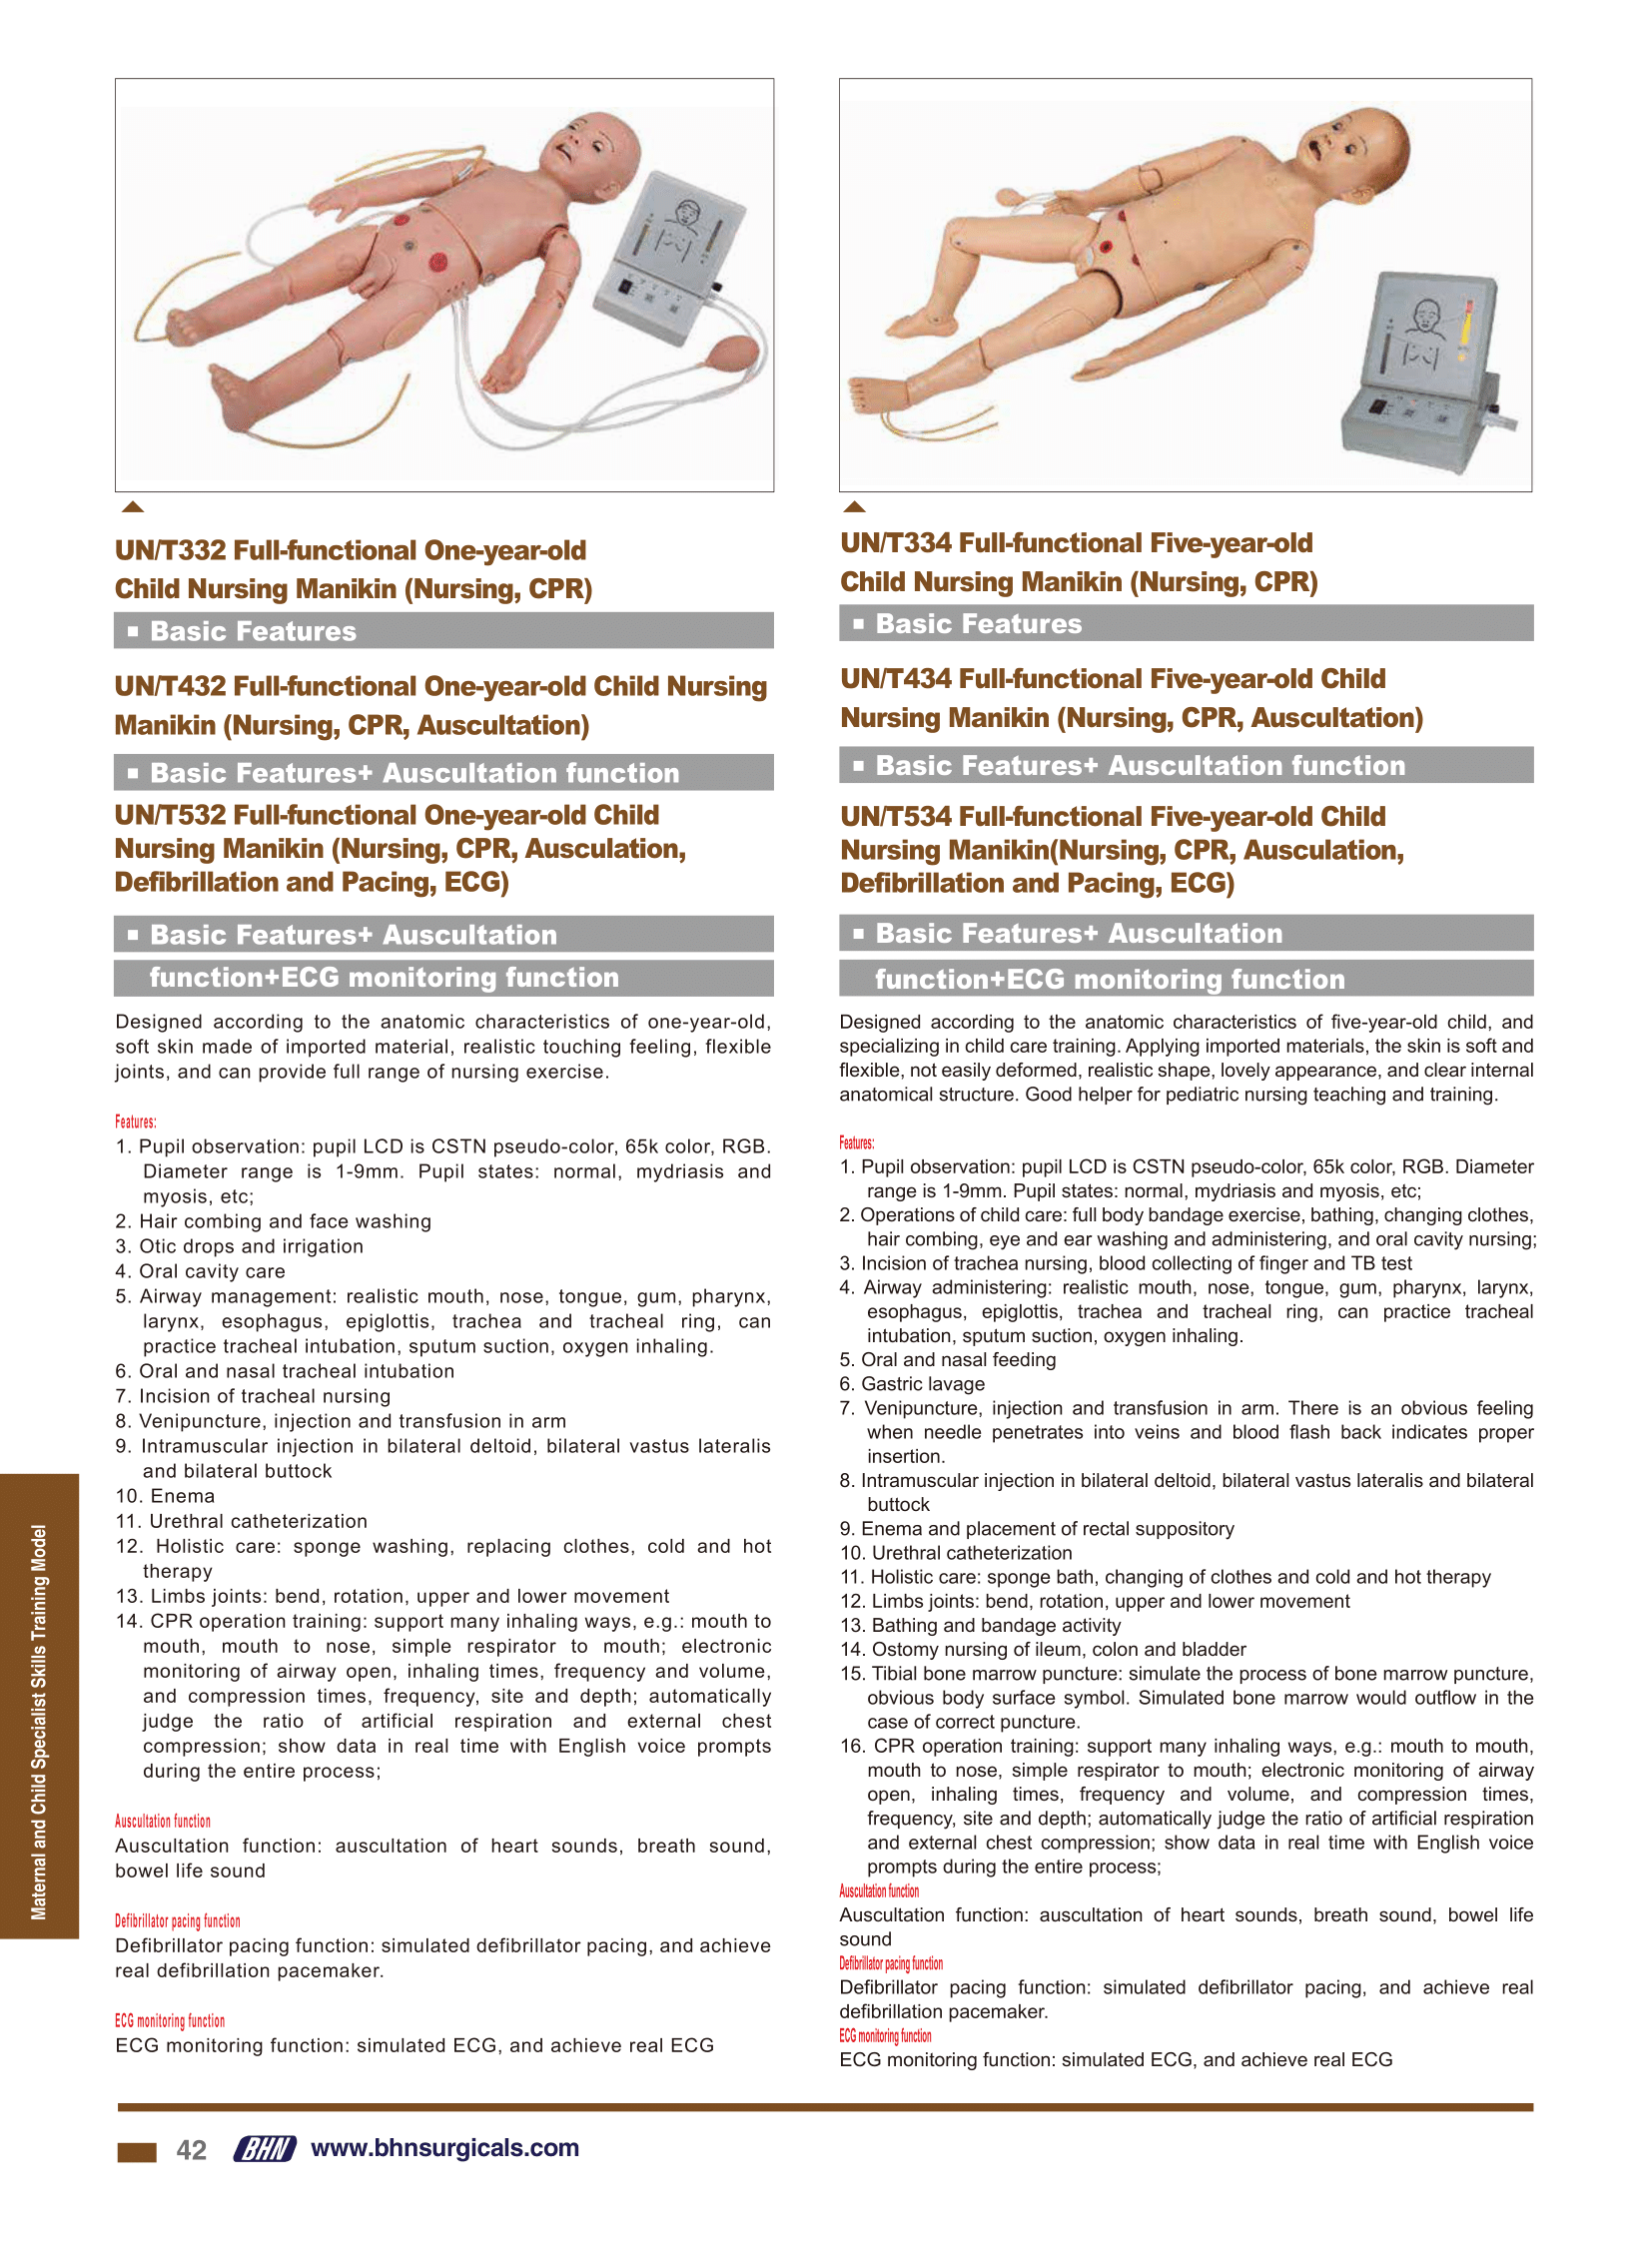 UN/T332 Full-functional One-year-old
Child Nursing Manikin (Nursing, CPR)
Basic Features
UN/T432 Full-functional One-year-old Child Nursing
Manikin (Nursing, CPR, Auscultation)
Basic Features+ Auscultation function
UN/T532 Full-functional One-year-old Child
Nursing Manikin (Nursing, CPR, Ausculation,
Defibrillation and Pacing, ECG)
Basic Features+ Auscultation
function+ECG monitoring function
Designed according to the anatomic characteristics of one-year-old,
soft skin made of imported material, realistic touching feeling, flexible
joints, and can provide full range of nursing exercise.
Features:
1. Pupil observation: pupil LCD is CSTN pseudo-color, 65k color, RGB.
Diameter range is 1-9mm. Pupil states: normal, mydriasis and
myosis, etc;
2. Hair combing and face washing
3. Otic drops and irrigation
4. Oral cavity care
5. Airway management: realistic mouth, nose, tongue, gum, pharynx,
larynx, esophagus, epiglottis, trachea and tracheal ring, can
practice tracheal intubation, sputum suction, oxygen inhaling.
6. Oral and nasal tracheal intubation
7. Incision of tracheal nursing
8. Venipuncture, injection and transfusion in arm
9. Intramuscular injection in bilateral deltoid, bilateral vastus lateralis
and bilateral buttock
10. Enema
11. Urethral catheterization
12. Holistic care: sponge washing, replacing clothes, cold and hot
therapy
13. Limbs joints: bend, rotation, upper and lower movement
14. CPR operation training: support many inhaling ways, e.g.: mouth to
mouth, mouth to nose, simple respirator to mouth; electronic
monitoring of airway open, inhaling times, frequency and volume,
and compression times, frequency, site and depth; automatically
judge the ratio of artificial respiration and external chest
compression; show data in real time with English voice prompts
during the entire process;
Auscultation function
Auscultation function: auscultation of heart sounds, breath sound,
bowel life sound
Defibrillator pacing function
Defibrillator pacing function: simulated defibrillator pacing, and achieve
real defibrillation pacemaker.
ECG monitoring function
ECG monitoring function: simulated ECG, and achieve real ECG
UN/T334 Full-functional Five-year-old
Child Nursing Manikin (Nursing, CPR)
Basic Features
UN/T434 Full-functional Five-year-old Child
Nursing Manikin (Nursing, CPR, Auscultation)
Basic Features+ Auscultation function
UN/T534 Full-functional Five-year-old Child
Nursing Manikin(Nursing, CPR, Ausculation,
Defibrillation and Pacing, ECG)
Basic Features+ Auscultation
function+ECG monitoring function
Designed according to the anatomic characteristics of five-year-old child, and
specializing in child care training. Applying imported materials, the skin is soft and
flexible, not easily deformed, realistic shape, lovely appearance, and clear internal
anatomical structure. Good helper for pediatric nursing teaching and training.
Features:
1. Pupil observation: pupil LCD is CSTN pseudo-color, 65k color, RGB. Diameter
range is 1-9mm. Pupil states: normal, mydriasis and myosis, etc;
2. Operations of child care: full body bandage exercise, bathing, changing clothes,
hair combing, eye and ear washing and administering, and oral cavity nursing;
3. Incision of trachea nursing, blood collecting of finger and TB test
4. Airway administering: realistic mouth, nose, tongue, gum, pharynx, larynx,
esophagus, epiglottis, trachea and tracheal ring, can practice tracheal
intubation, sputum suction, oxygen inhaling.
5. Oral and nasal feeding
6. Gastric lavage
7. Venipuncture, injection and transfusion in arm. There is an obvious feeling
when needle penetrates into veins and blood flash back indicates proper
insertion.
8. Intramuscular injection in bilateral deltoid, bilateral vastus lateralis and bilateral
buttock
9. Enema and placement of rectal suppository
10. Urethral catheterization
11. Holistic care: sponge bath, changing of clothes and cold and hot therapy
12. Limbs joints: bend, rotation, upper and lower movement
13. Bathing and bandage activity
14. Ostomy nursing of ileum, colon and bladder
15. Tibial bone marrow puncture: simulate the process of bone marrow puncture,
obvious body surface symbol. Simulated bone marrow would outflow in the
case of correct puncture.
16. CPR operation training: support many inhaling ways, e.g.: mouth to mouth,
mouth to nose, simple respirator to mouth; electronic monitoring of airway
open, inhaling times, frequency and volume, and compression times,
frequency, site and depth; automatically judge the ratio of artificial respiration
and external chest compression; show data in real time with English voice
prompts during the entire process;
Auscultation function
Auscultation function: auscultation of heart sounds, breath sound, bowel life
sound
Defibrillator pacing function
Defibrillator pacing function: simulated defibrillator pacing, and achieve real
defibrillation pacemaker.
ECG monitoring function
ECG monitoring function: simulated ECG, and achieve real ECG
Maternal and Child Specialist Skills Training Model
42 BHN www.bhnsurgicals.com